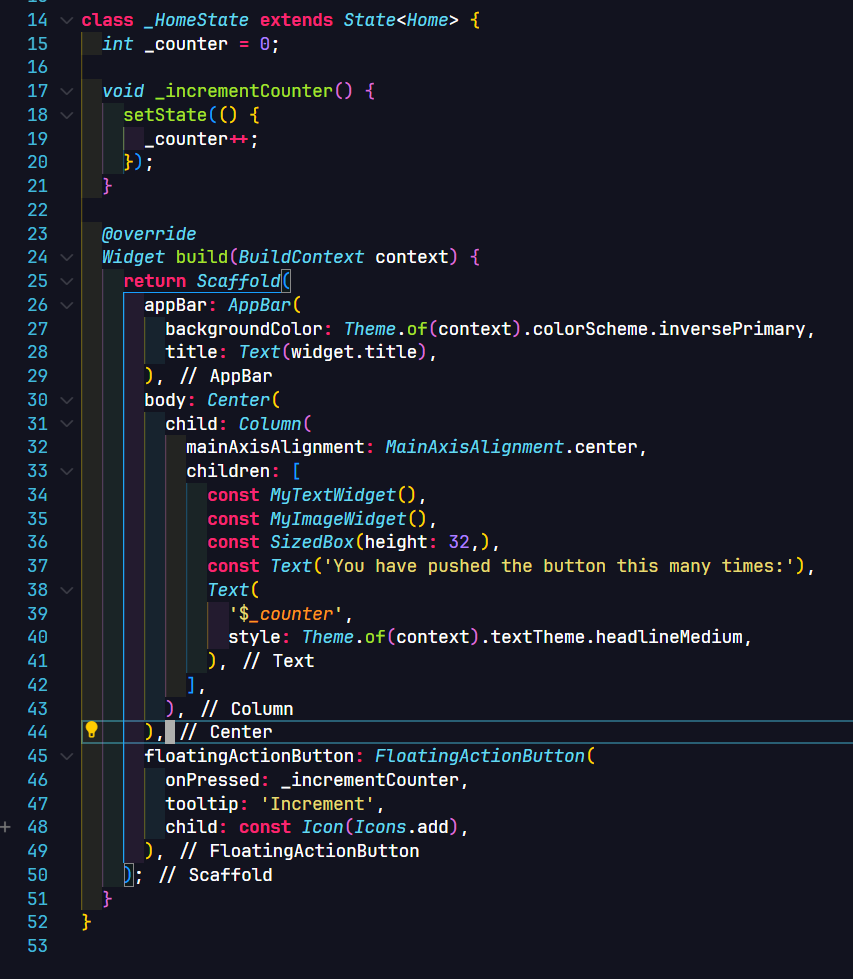 14 class _HomeState extends State<Home> {
15   int _counter = 0;
16
17   void _incrementCounter() {
18     setState(() {
19       _counter++;
20     });
21   }
22
23   @override
24   Widget build(BuildContext context) {
25     return Scaffold(
26       appBar: AppBar(
27         backgroundColor: Theme.of(context).colorScheme.inversePrimary,
28         title: Text(widget.title),
29       ), // AppBar
30       body: Center(
31         child: Column(
32           mainAxisAlignment: MainAxisAlignment.center,
33           children: [
34             const MyTextWidget(),
35             const MyImageWidget(),
36             const SizedBox(height: 32,),
37             const Text('You have pushed the button this many times:'),
38             Text(
39               '$_counter',
40               style: Theme.of(context).textTheme.headlineMedium,
41             ), // Text
42           ],
43         ), // Column
44       ), // Center
45       floatingActionButton: FloatingActionButton(
46         onPressed: _incrementCounter,
47         tooltip: 'Increment',
48         child: const Icon(Icons.add),
49       ), // FloatingActionButton
50     ); // Scaffold
51   }
52 }
53